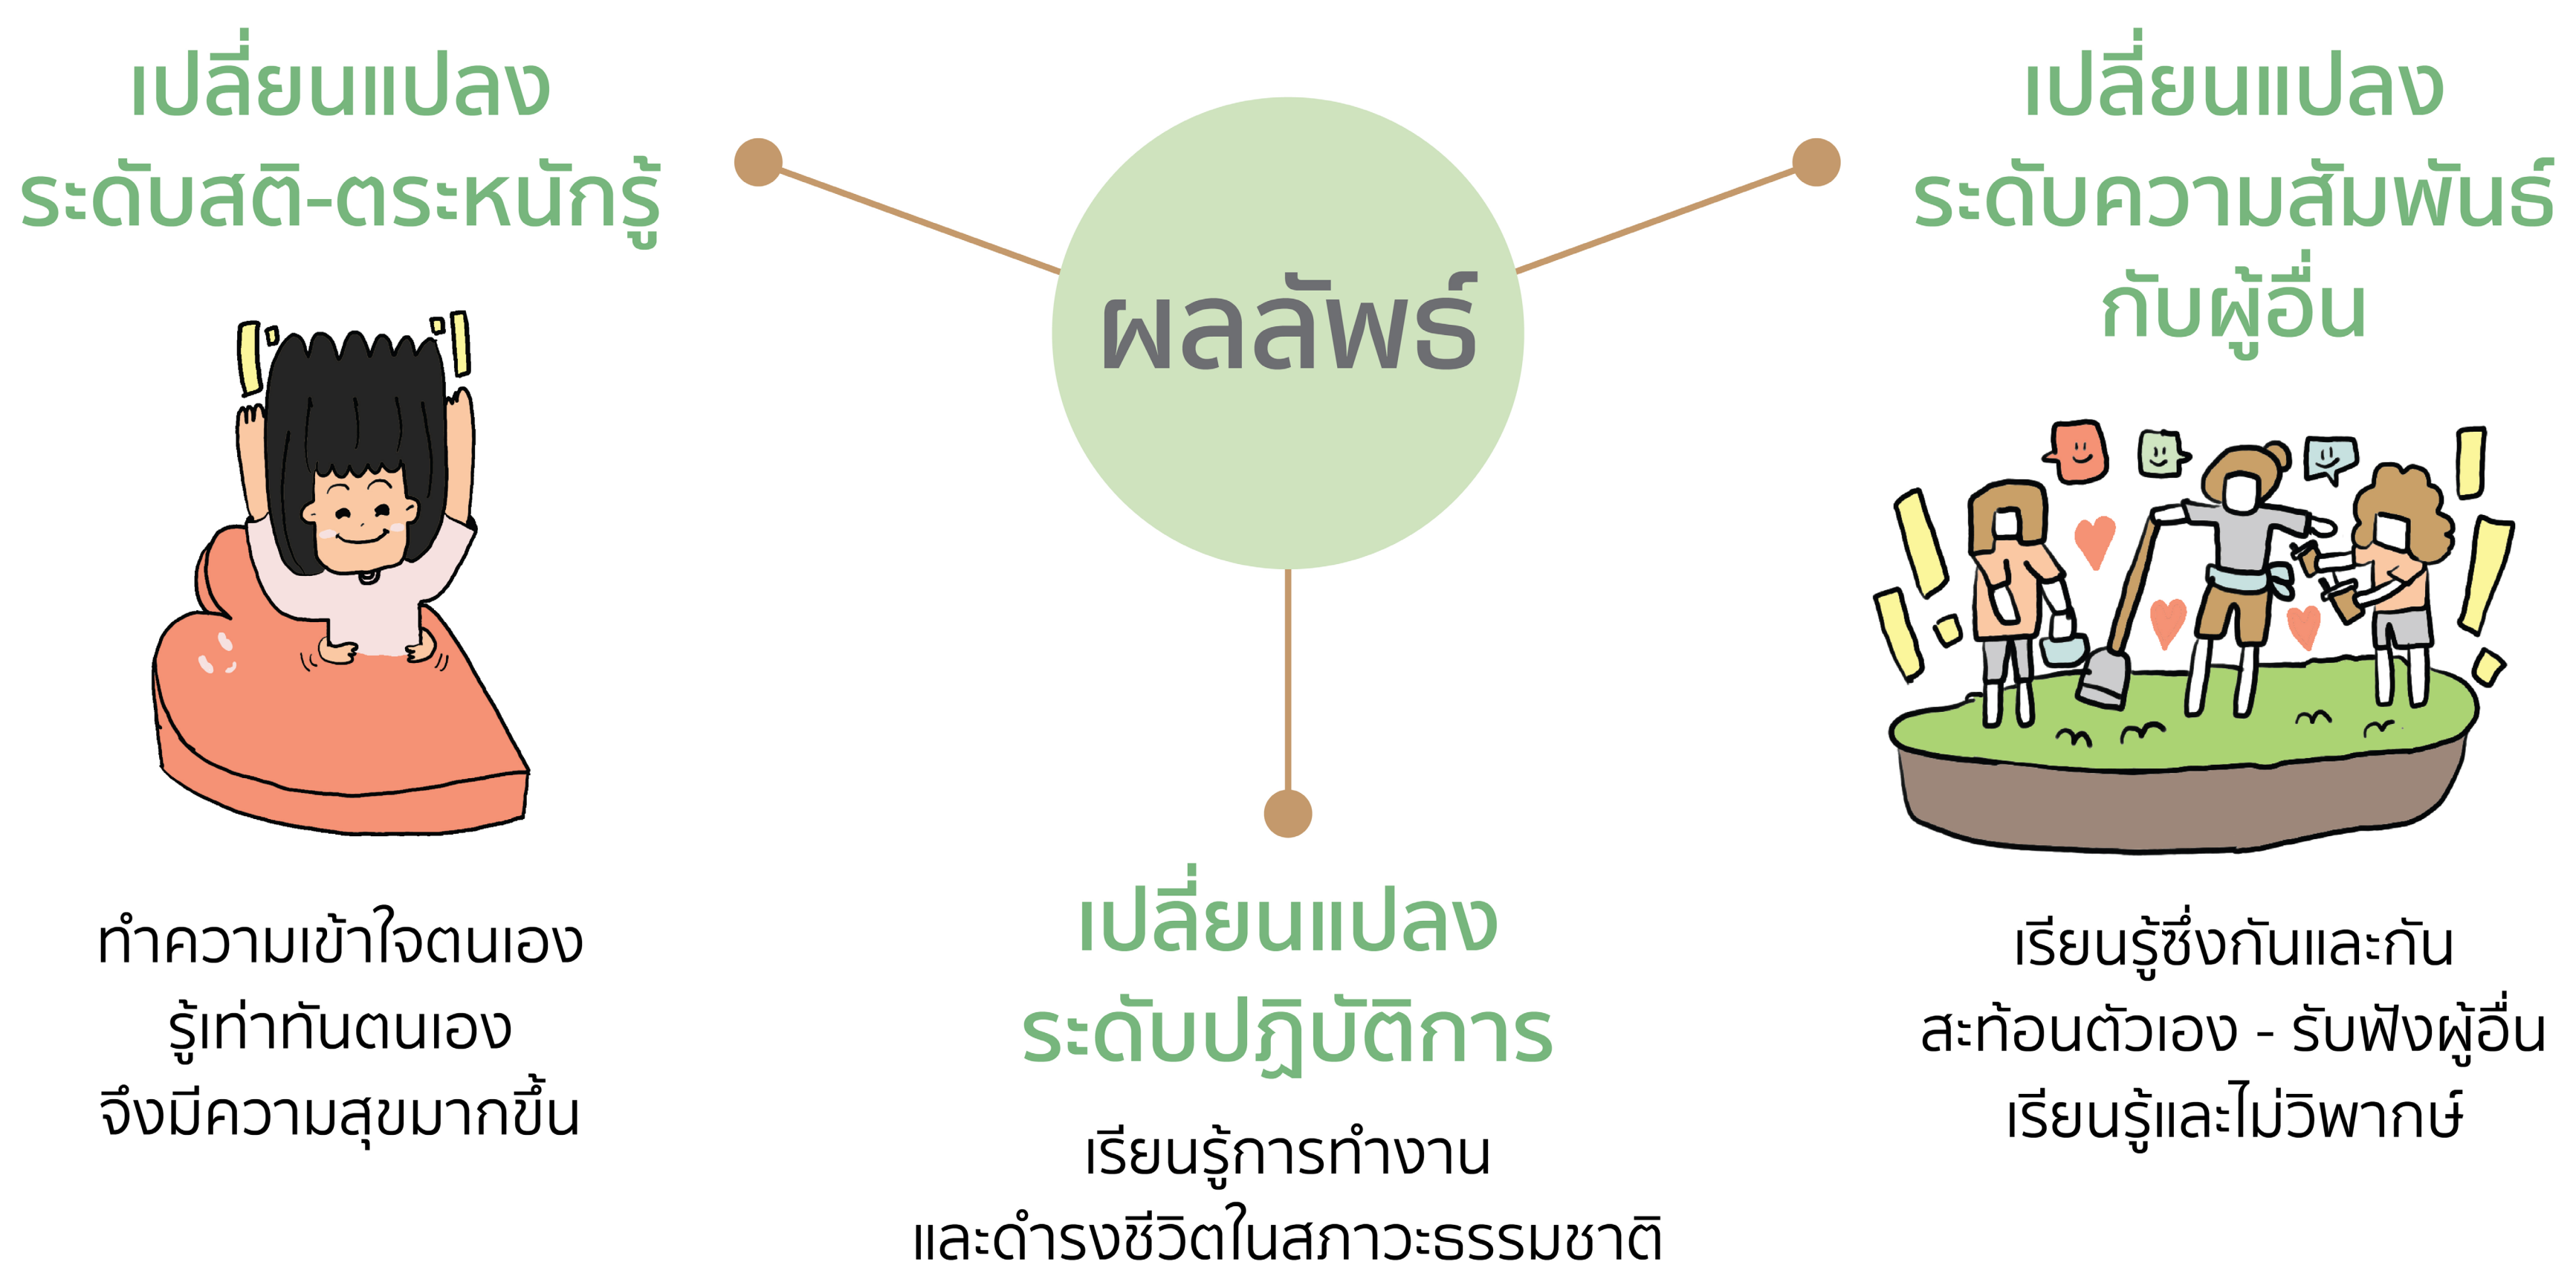 เปลี่ยนแปลง
ระดับสติ-ตระหนักรู้
ทำความเข้าใจตนเอง
รู้เท่าทันตนเอง
จึงมีความสุขมากขึ้น
ผลลัพธ์
เปลี่ยนแปลง
ระดับปฏิบัติการ
เรียนรู้การทำงาน
และดำรงชีวิตในสภาวะธรรมชาติ
เปลี่ยนแปลง
ระดับความสัมพันธ์
กับผู้อื่น
เรียนรู้ซึ่งกันและกัน
สะท้อนตัวเอง - รับฟังผู้อื่น
เรียนรู้และไม่วิพากษ์